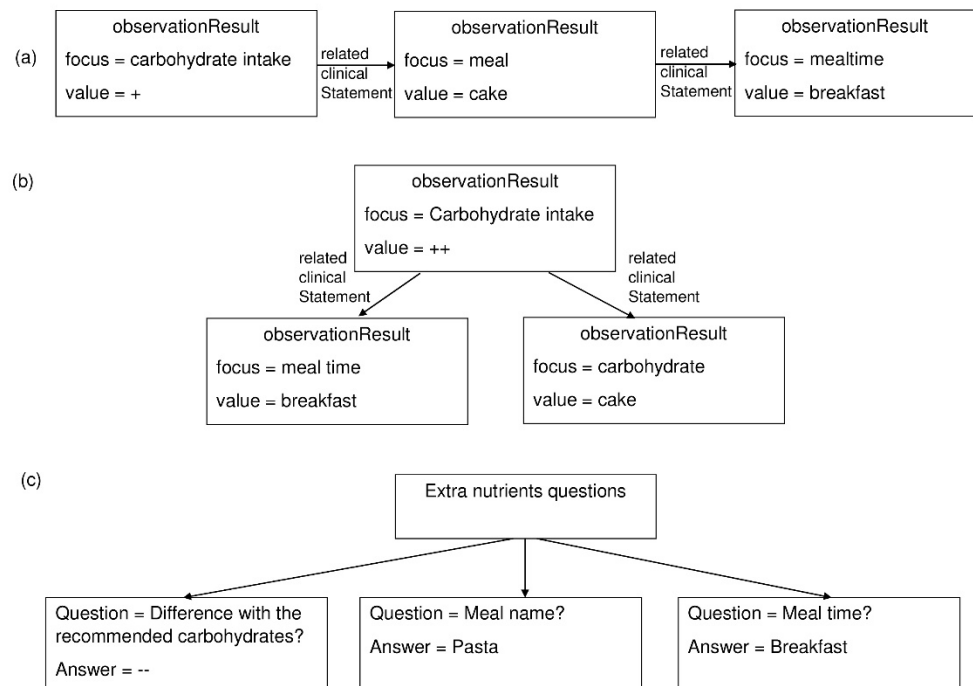 (a)
observationResult
focus = carbohydrate intake
value = +
related
clinical
Statement
observationResult
focus = meal
value = cake
related
clinical
Statement
observationResult
focus = mealtime
value = breakfast
(b)
observationResult
focus = Carbohydrate intake
value = ++
related
clinical
Statement
related
clinical
Statement
observationResult
focus = meal time
value = breakfast
observationResult
focus = carbohydrate
value = cake
(c)
Extra nutrients questions
Question = Difference with the
recommended carbohydrates?
Answer = --
Question = Meal name?
Answer = Pasta
Question = Meal time?
Answer = Breakfast